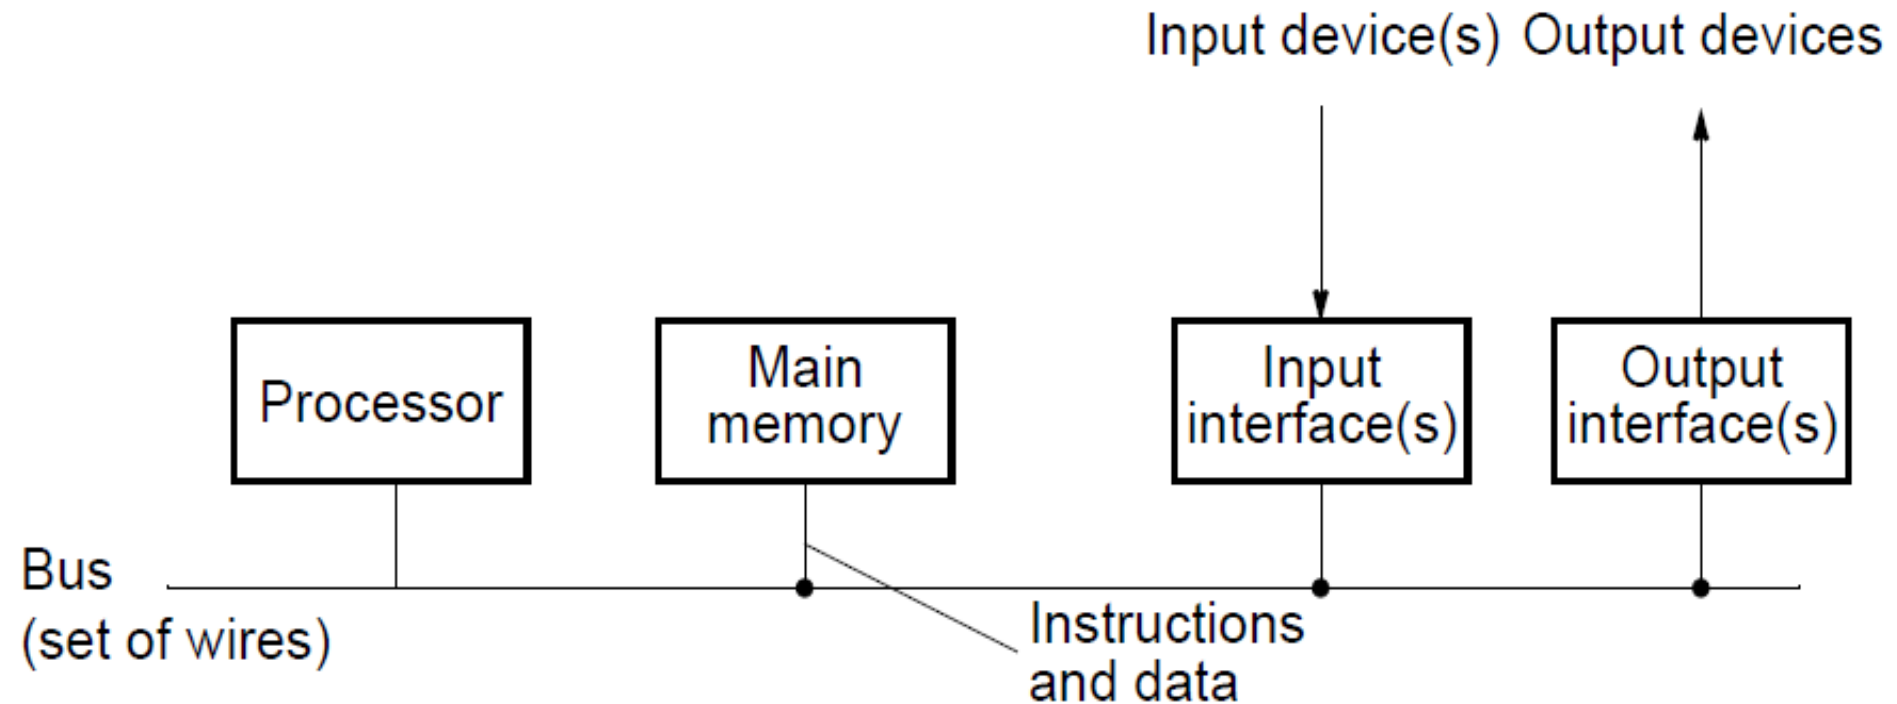 Input device(s) Output devices
Processor
Main
memory
Input
interface(s)
Output
interface(s)
Bus
(set of wires)
Instructions
and data